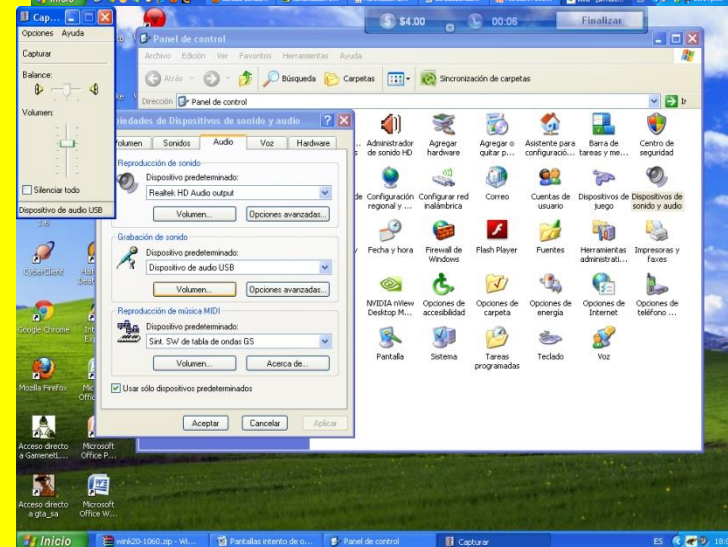 Cap...
Opciones Ayuda
Capturar
Balance:
Volumen:
Silenciar todo
Dispositivo de audio USB
$4.00
00:06
Finalizar
Panel de control
Archivo Edición Ver Favoritos Herramientas Ayuda
Atrás Búsqueda Carpetas Sincronización de carpetas
Dirección Panel de control Ir
Dispositivos de sonido y audio
Volumen Sonidos Audio Voz Hardware
Reproducción de sonido
Dispositivo predeterminado:
Realtek HD Audio output
Volumen... Opciones avanzadas...
Grabación de sonido
Dispositivo predeterminado:
Dispositivo de audio USB
Volumen... Opciones avanzadas...
Reproducción de música MIDI
Dispositivo predeterminado:
Sint. SW de tabla de ondas GS
Volumen... Acerca de...
Usar sólo dispositivos predeterminados
Aceptar Cancelar Aplicar
Administrador de sonido HD
Agregar hardware
Agregar o quitar p...
Asistente para configuració...
Barra de tareas y me...
Centro de seguridad
Configuración regional y ...
Configurar red inalámbrica
Correo
Cuentas de usuario
Dispositivos de juego
Dispositivos de sonido y audio
Fecha y hora
Firewall de Windows
Flash Player
Fuentes
Herramientas administrati...
Impresoras y faxes
NVIDIA nView Desktop M...
Opciones de accesibilidad
Opciones de carpeta
Opciones de energía
Opciones de Internet
Opciones de teléfono ...
Pantalla
Sistema
Tareas programadas
Teclado
Voz
CyberClient
Google Chrome
Mozilla Firefox
Acceso directo a GamenetL...
Microsoft Office P...
Acceso directo a gta_sa
Microsoft Office W...
Inicio
wink20-1060.zip - Wi...
Pantallas intento de o...
Panel de control
Capturar
ES